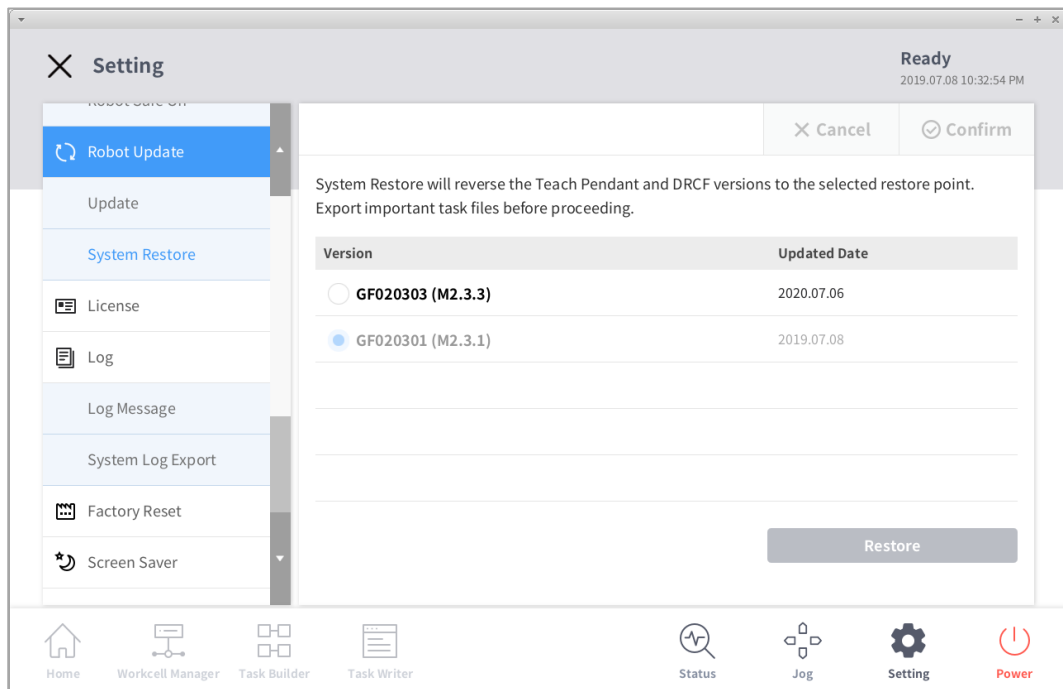 Setting
Ready
2019.07.08 10:32:54 PM
Robot Safe Off
Robot Update
Update
System Restore
License
Log
Log Message
System Log Export
Factory Reset
Screen Saver
Cancel
Confirm
System Restore will reverse the Teach Pendant and DRCF versions to the selected restore point.
Export important task files before proceeding.
Version Updated Date
GF020303 (M2.3.3) 2020.07.06
GF020301 (M2.3.1) 2019.07.08
Restore
Home Workcell Manager Task Builder Task Writer Status Jog Setting Power